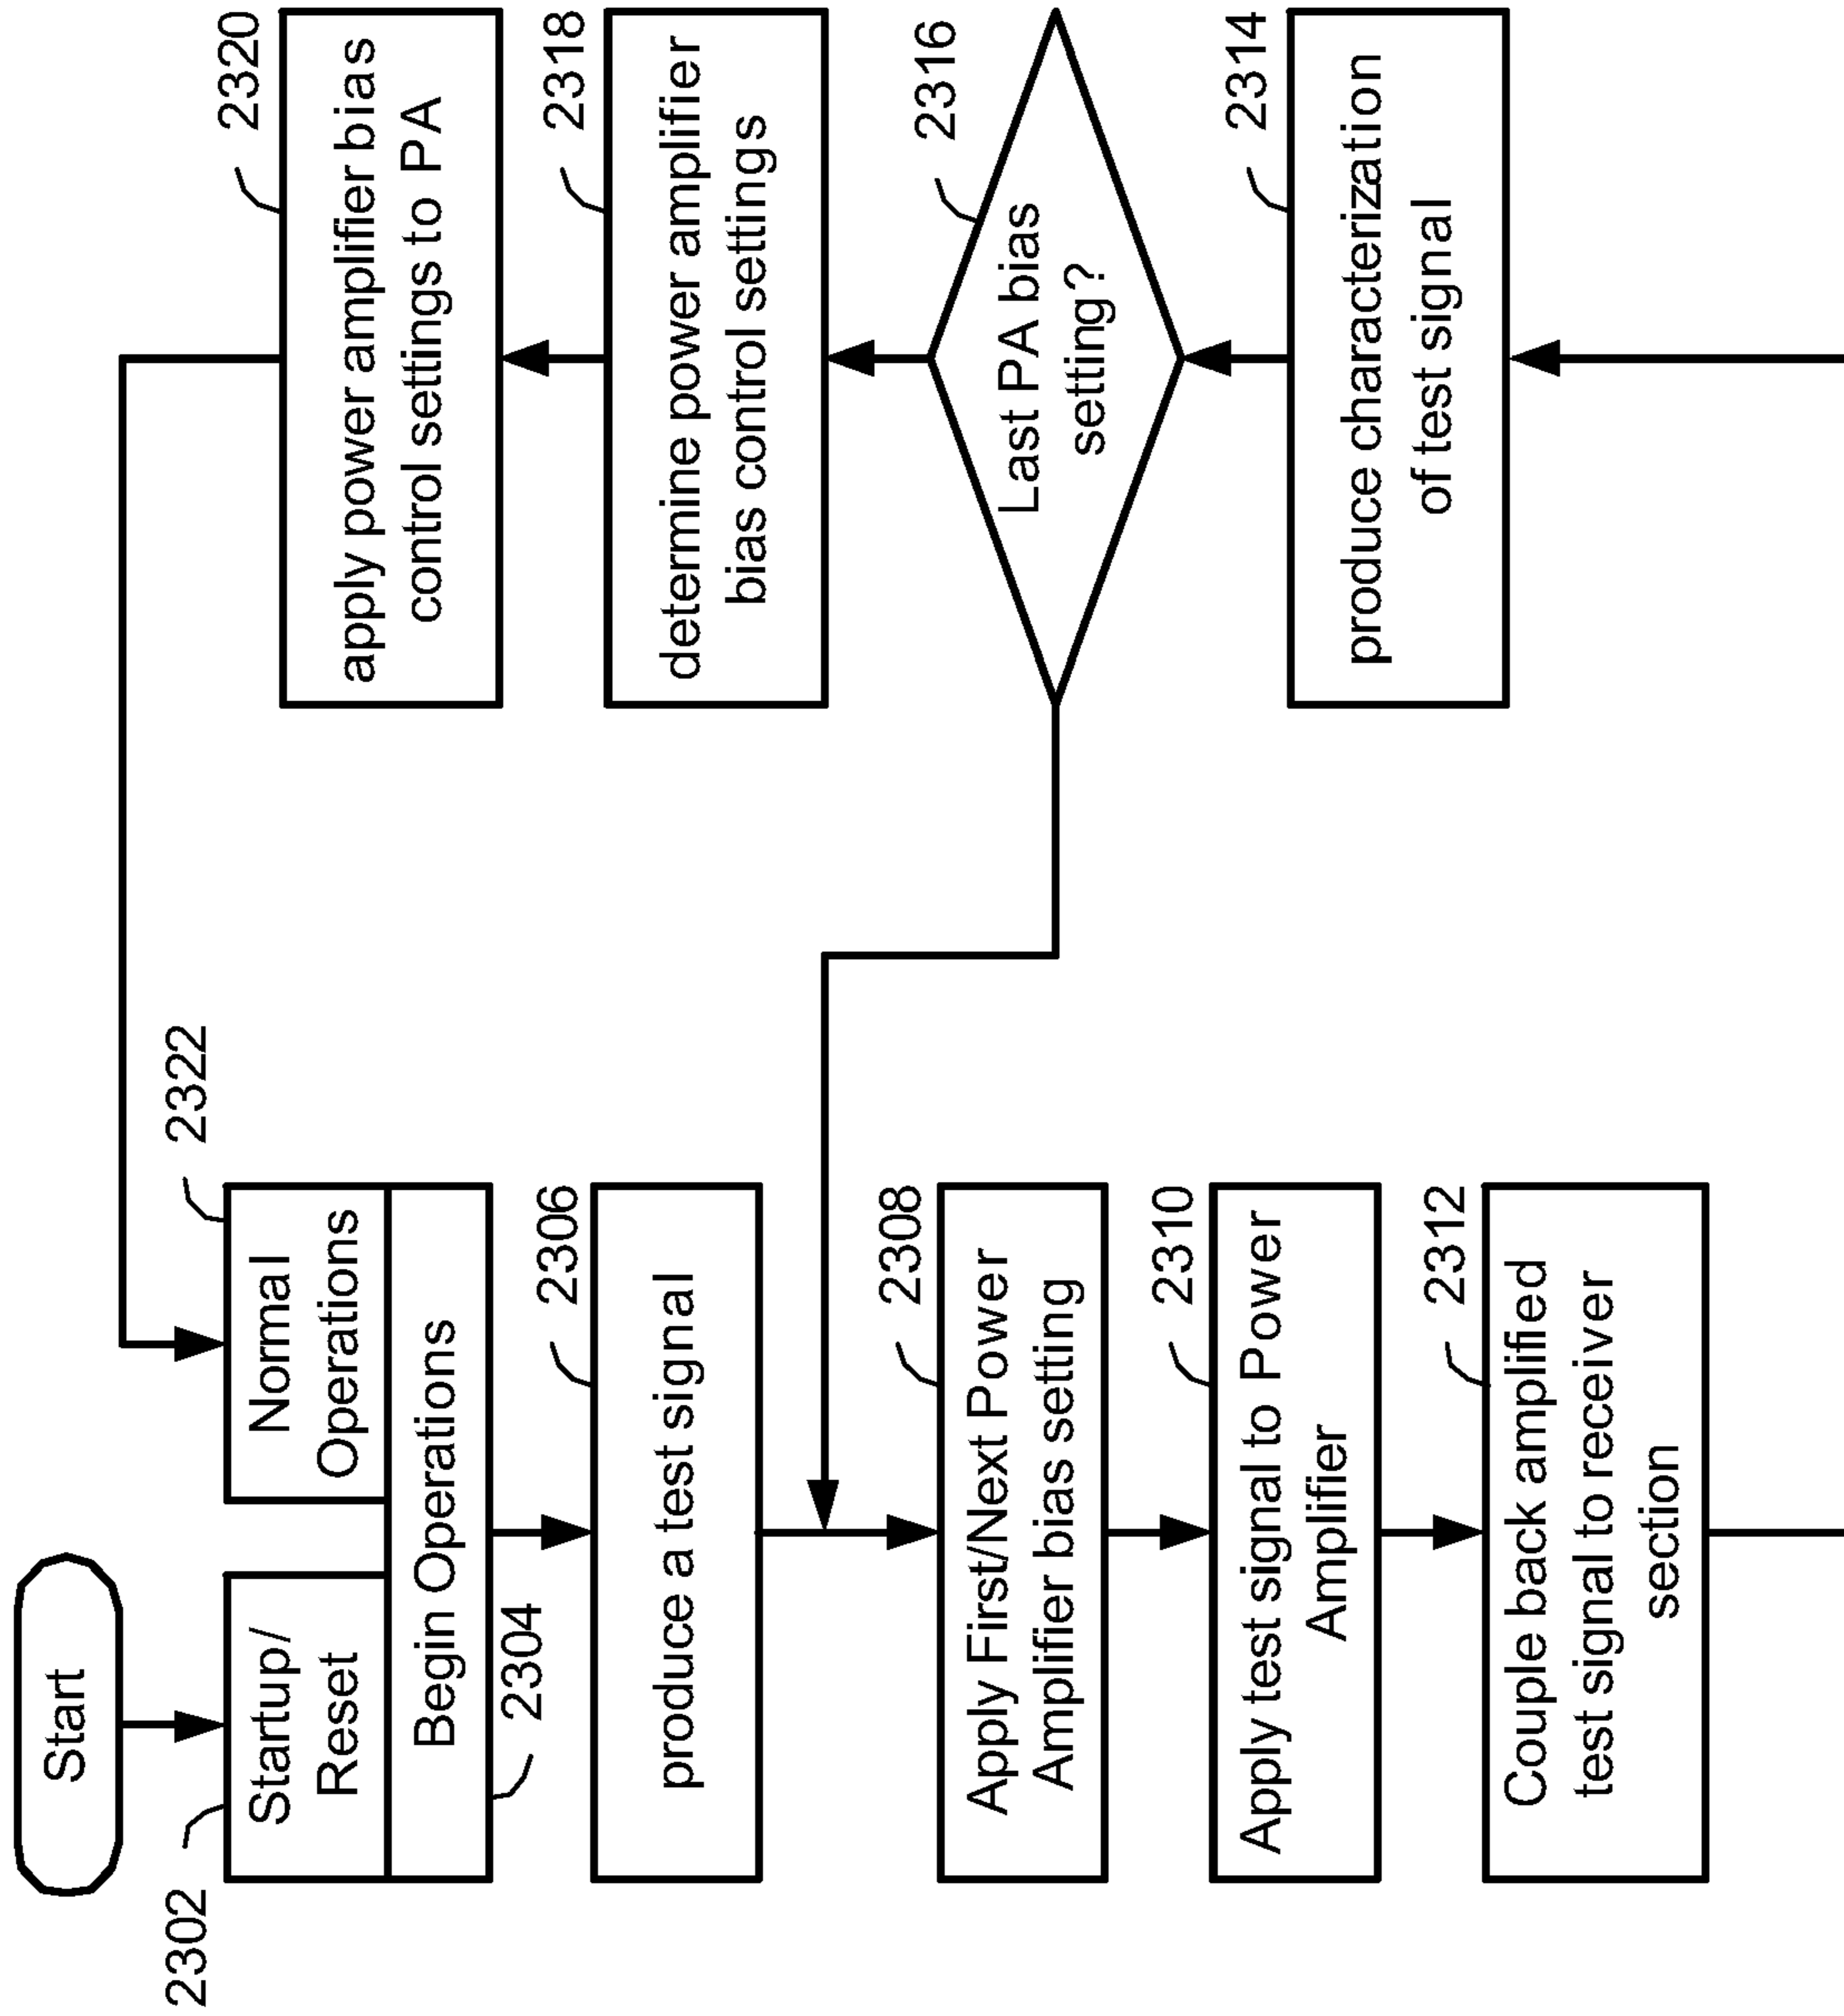 Start
2302
Startup/
Reset
2322
Normal
Operations
Begin Operations
2304
2306
produce a test signal
2308
Apply First/Next Power
Amplifier bias setting
2310
Apply test signal to Power
Amplifier
2312
Couple back amplified
test signal to receiver
section
2314
produce characterization
of test signal
2316
Last PA bias
setting?
2318
determine power amplifier
bias control settings
2320
apply power amplifier bias
control settings to PA